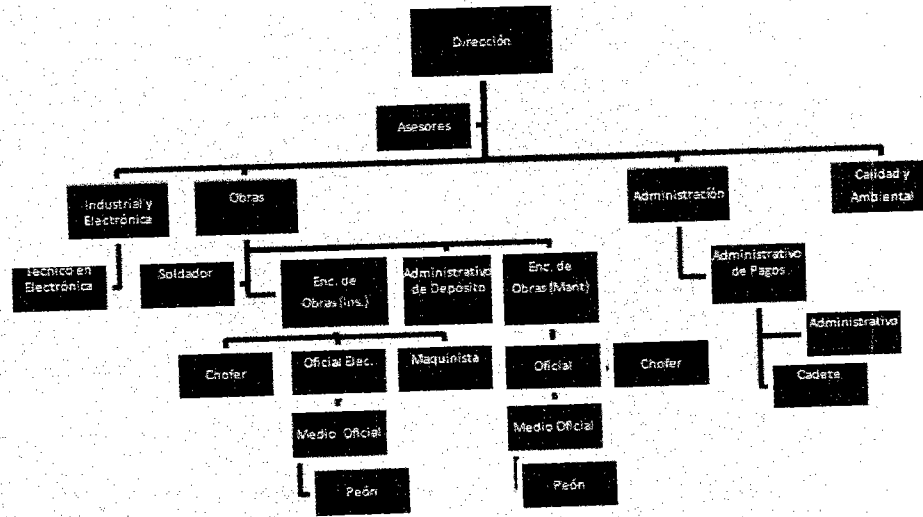 Dirección
Asesores
Industrial y
Electrónica
Obras
Administración
Calidad y
Ambiental
Técnico en
Electrónica
Soldador
Enc. de
Obras (Ins.)
Administrativo
de Depósito
Enc. de
Obras (Mant)
Administrativo
de Pagos
Administrativo
Cadete
Chofer
Oficial Elec.
Maquinista
Oficial
Chofer
Medio Oficial
Medio Oficial
Peón
Peón